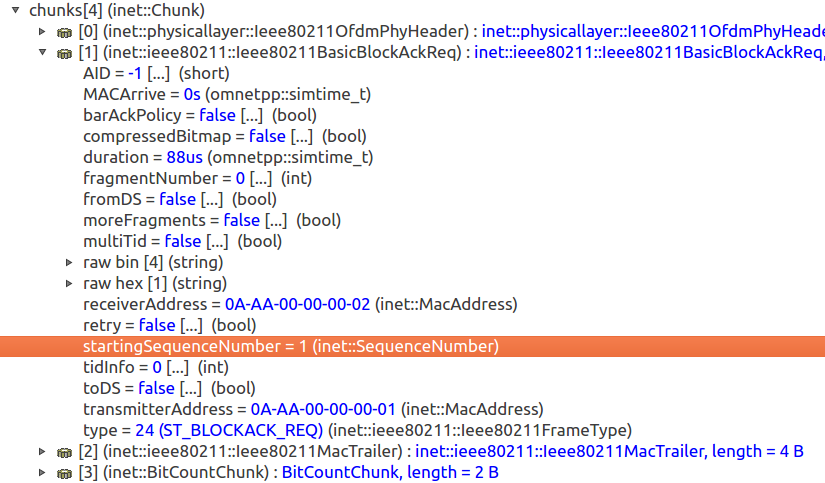 chunks[4] (inet::Chunk)
[0] (inet::physicallayer::Ieee80211OfdmPhyHeader) : inet::physicallayer::Ieee80211OfdmPhyHeade
[1] (inet::ieee80211::Ieee80211BasicBlockAckReq) : inet::ieee80211::Ieee80211BasicBlockAckReq,
AID = -1 [...] (short)
MACArrive = 0s (omnetpp::simtime_t)
barAckPolicy = false [...] (bool)
compressedBitmap = false [...] (bool)
duration = 88us (omnetpp::simtime_t)
fragmentNumber = 0 [...] (int)
fromDS = false [...] (bool)
moreFragments = false [...] (bool)
multiTid = false [...] (bool)
raw bin [4] (string)
raw hex [1] (string)
receiverAddress = 0A-AA-00-00-00-02 (inet::MacAddress)
retry = false [...] (bool)
startingSequenceNumber = 1 (inet::SequenceNumber)
tidInfo = 0 [...] (int)
toDS = false [...] (bool)
transmitterAddress = 0A-AA-00-00-00-01 (inet::MacAddress)
type = 24 (ST_BLOCKACK_REQ) (inet::ieee80211::Ieee80211FrameType)
[2] (inet::ieee80211::Ieee80211MacTrailer) : inet::ieee80211::Ieee80211MacTrailer, length = 4 B
[3] (inet::BitCountChunk) : BitCountChunk, length = 2 B